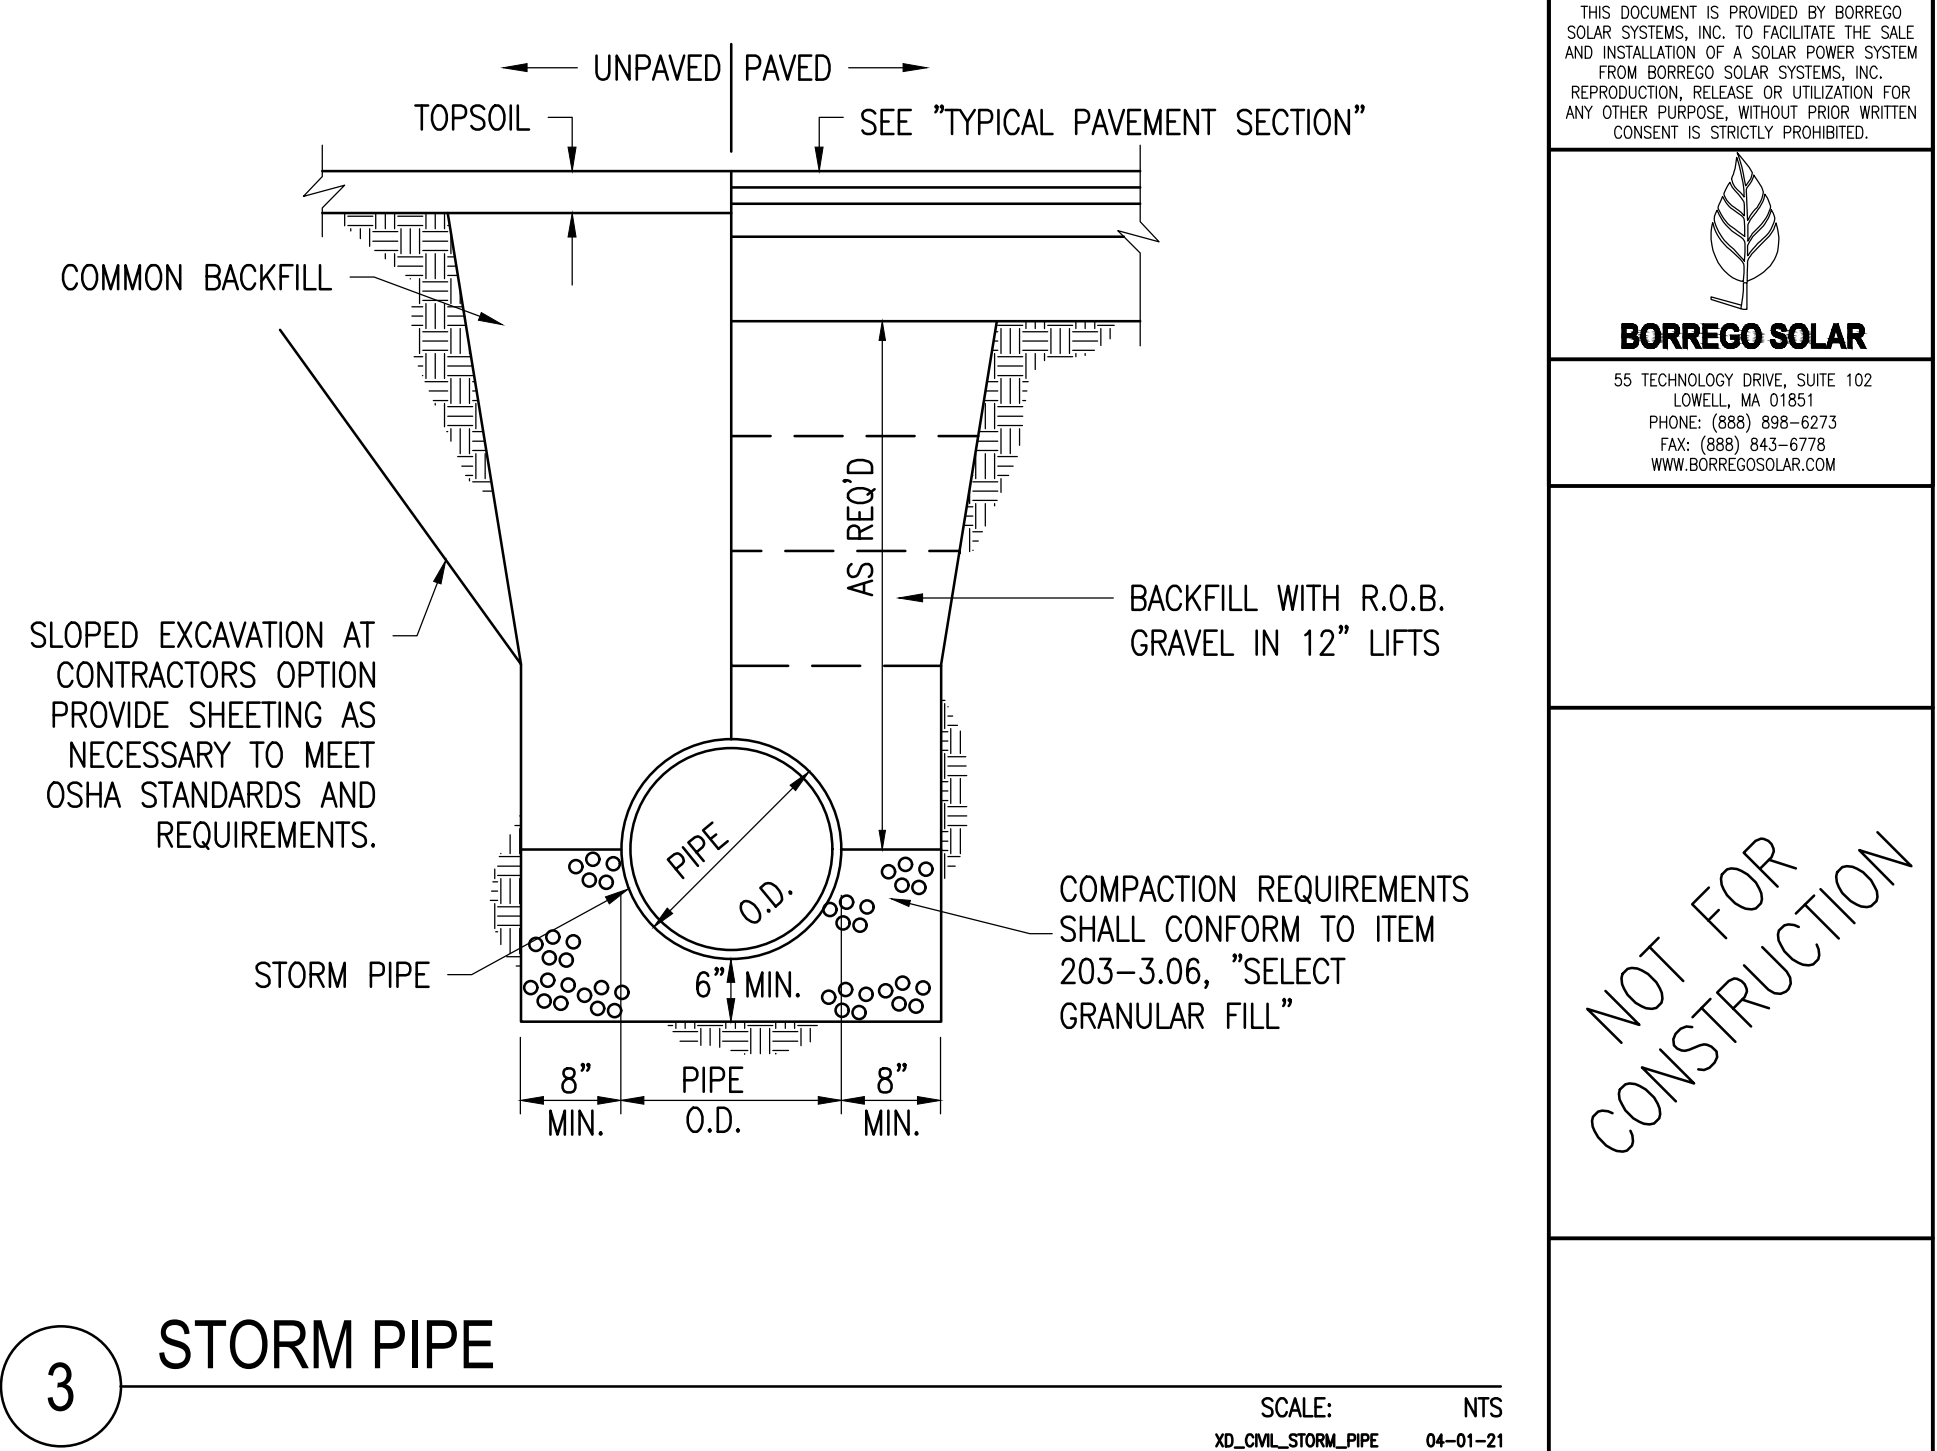 UNPAVED
PAVED
TOPSOIL
SEE "TYPICAL PAVEMENT SECTION"
COMMON BACKFILL
AS REQ'D
BACKFILL WITH R.O.B.
GRAVEL IN 12" LIFTS
SLOPED EXCAVATION AT
CONTRACTORS OPTION
PROVIDE SHEETING AS
NECESSARY TO MEET
OSHA STANDARDS AND
REQUIREMENTS.
PIPE
O.D.
STORM PIPE
6" MIN.
COMPACTION REQUIREMENTS
SHALL CONFORM TO ITEM
203-3.06, "SELECT
GRANULAR FILL"
8"
MIN.
PIPE
O.D.
8"
MIN.
3
STORM PIPE
SCALE: NTS
XD_CIVIL_STORM_PIPE 04-01-21
THIS DOCUMENT IS PROVIDED BY BORREGO
SOLAR SYSTEMS, INC. TO FACILITATE THE SALE
AND INSTALLATION OF A SOLAR POWER SYSTEM
FROM BORREGO SOLAR SYSTEMS, INC.
REPRODUCTION, RELEASE OR UTILIZATION FOR
ANY OTHER PURPOSE, WITHOUT PRIOR WRITTEN
CONSENT IS STRICTLY PROHIBITED.
BORREGO SOLAR
55 TECHNOLOGY DRIVE, SUITE 102
LOWELL, MA 01851
PHONE: (888) 898-6273
FAX: (888) 843-6778
WWW.BORREGOSOLAR.COM
NOT FOR
CONSTRUCTION